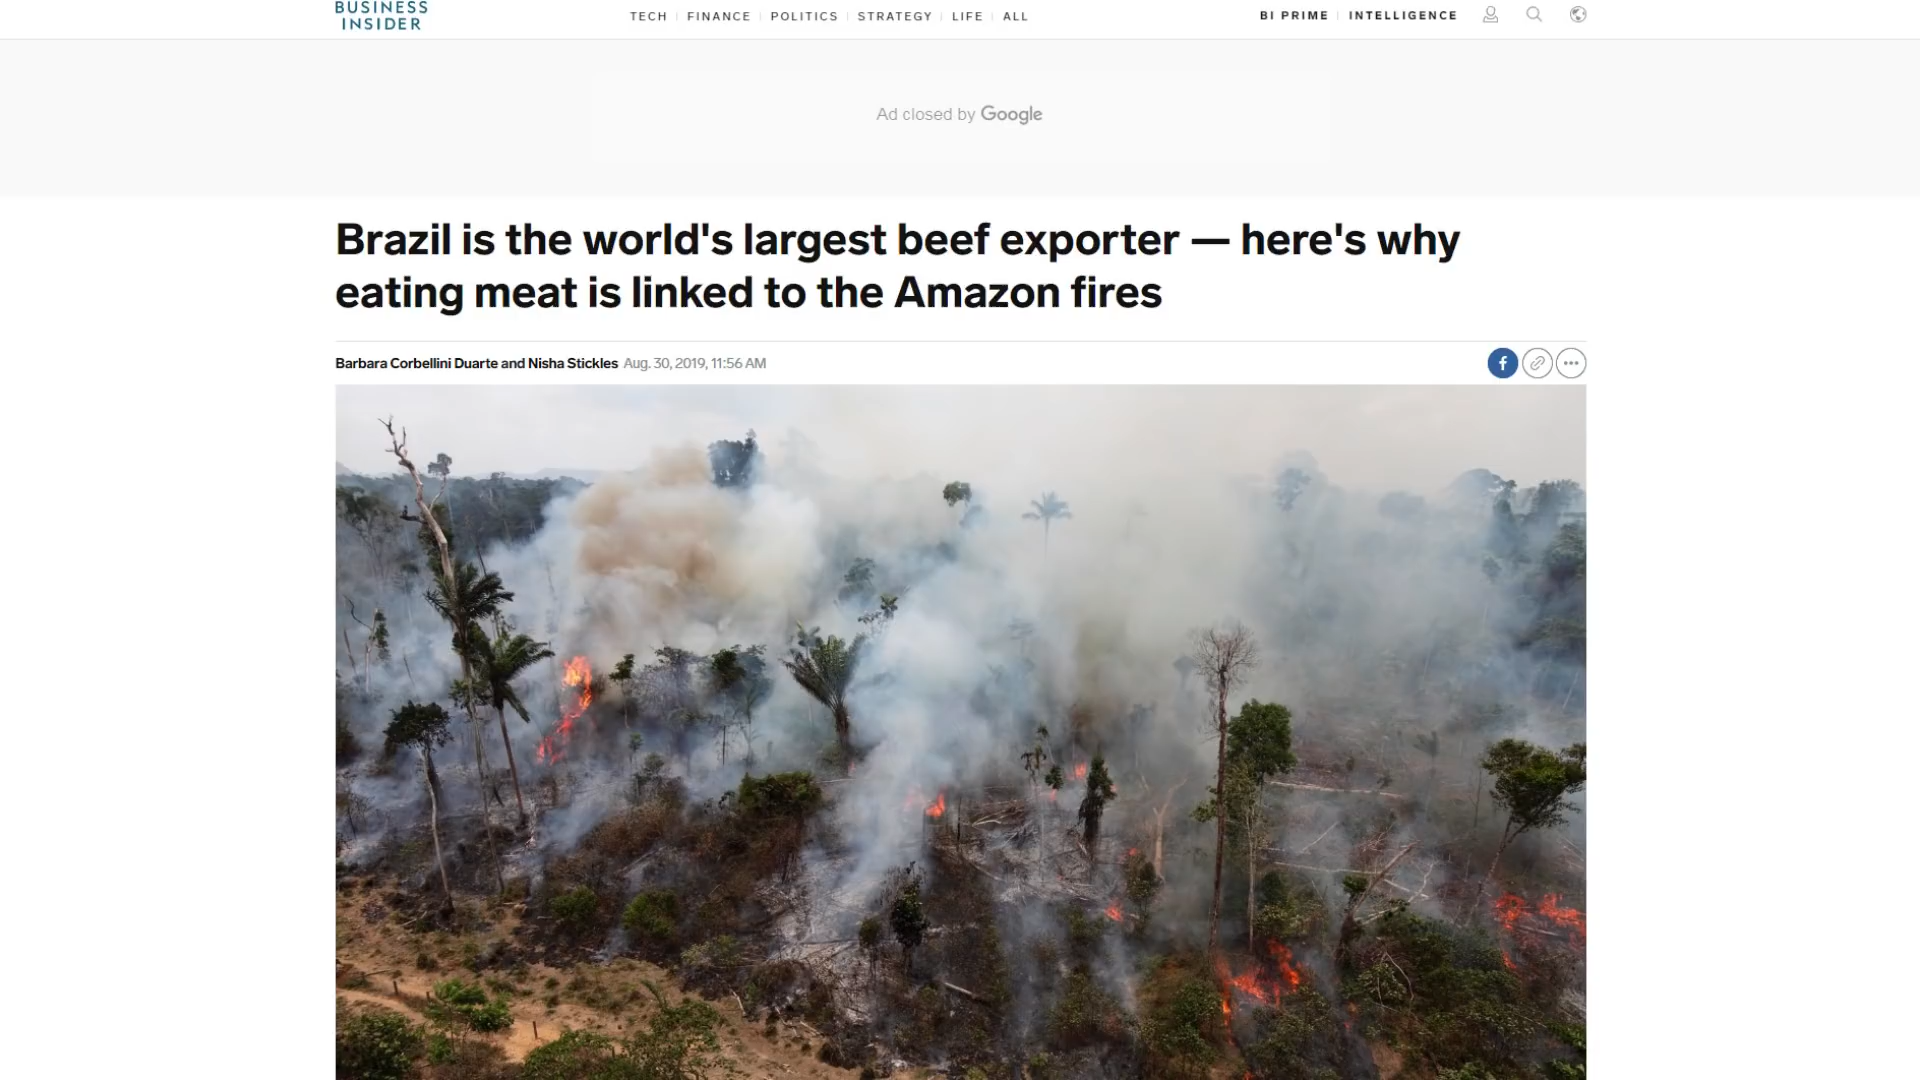 BUSINESS
INSIDER
TECH FINANCE POLITICS STRATEGY LIFE ALL
BI PRIME INTELLIGENCE
Ad closed by Google
Brazil is the world's largest beef exporter — here's why
eating meat is linked to the Amazon fires
Barbara Corbellini Duarte and Nisha Stickles Aug. 30, 2019, 11:56 AM